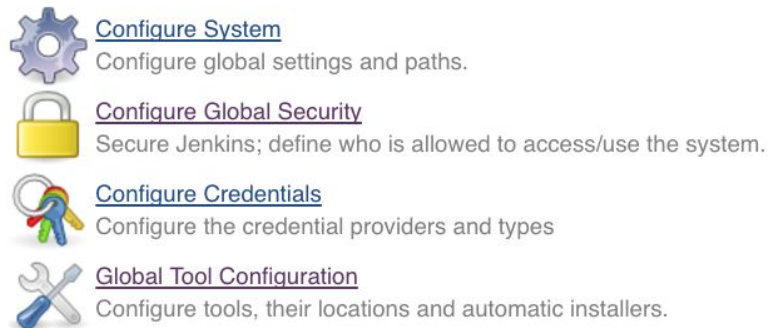 Configure System
Configure global settings and paths.
Configure Global Security
Secure Jenkins; define who is allowed to access/use the system.
Configure Credentials
Configure the credential providers and types
Global Tool Configuration
Configure tools, their locations and automatic installers.